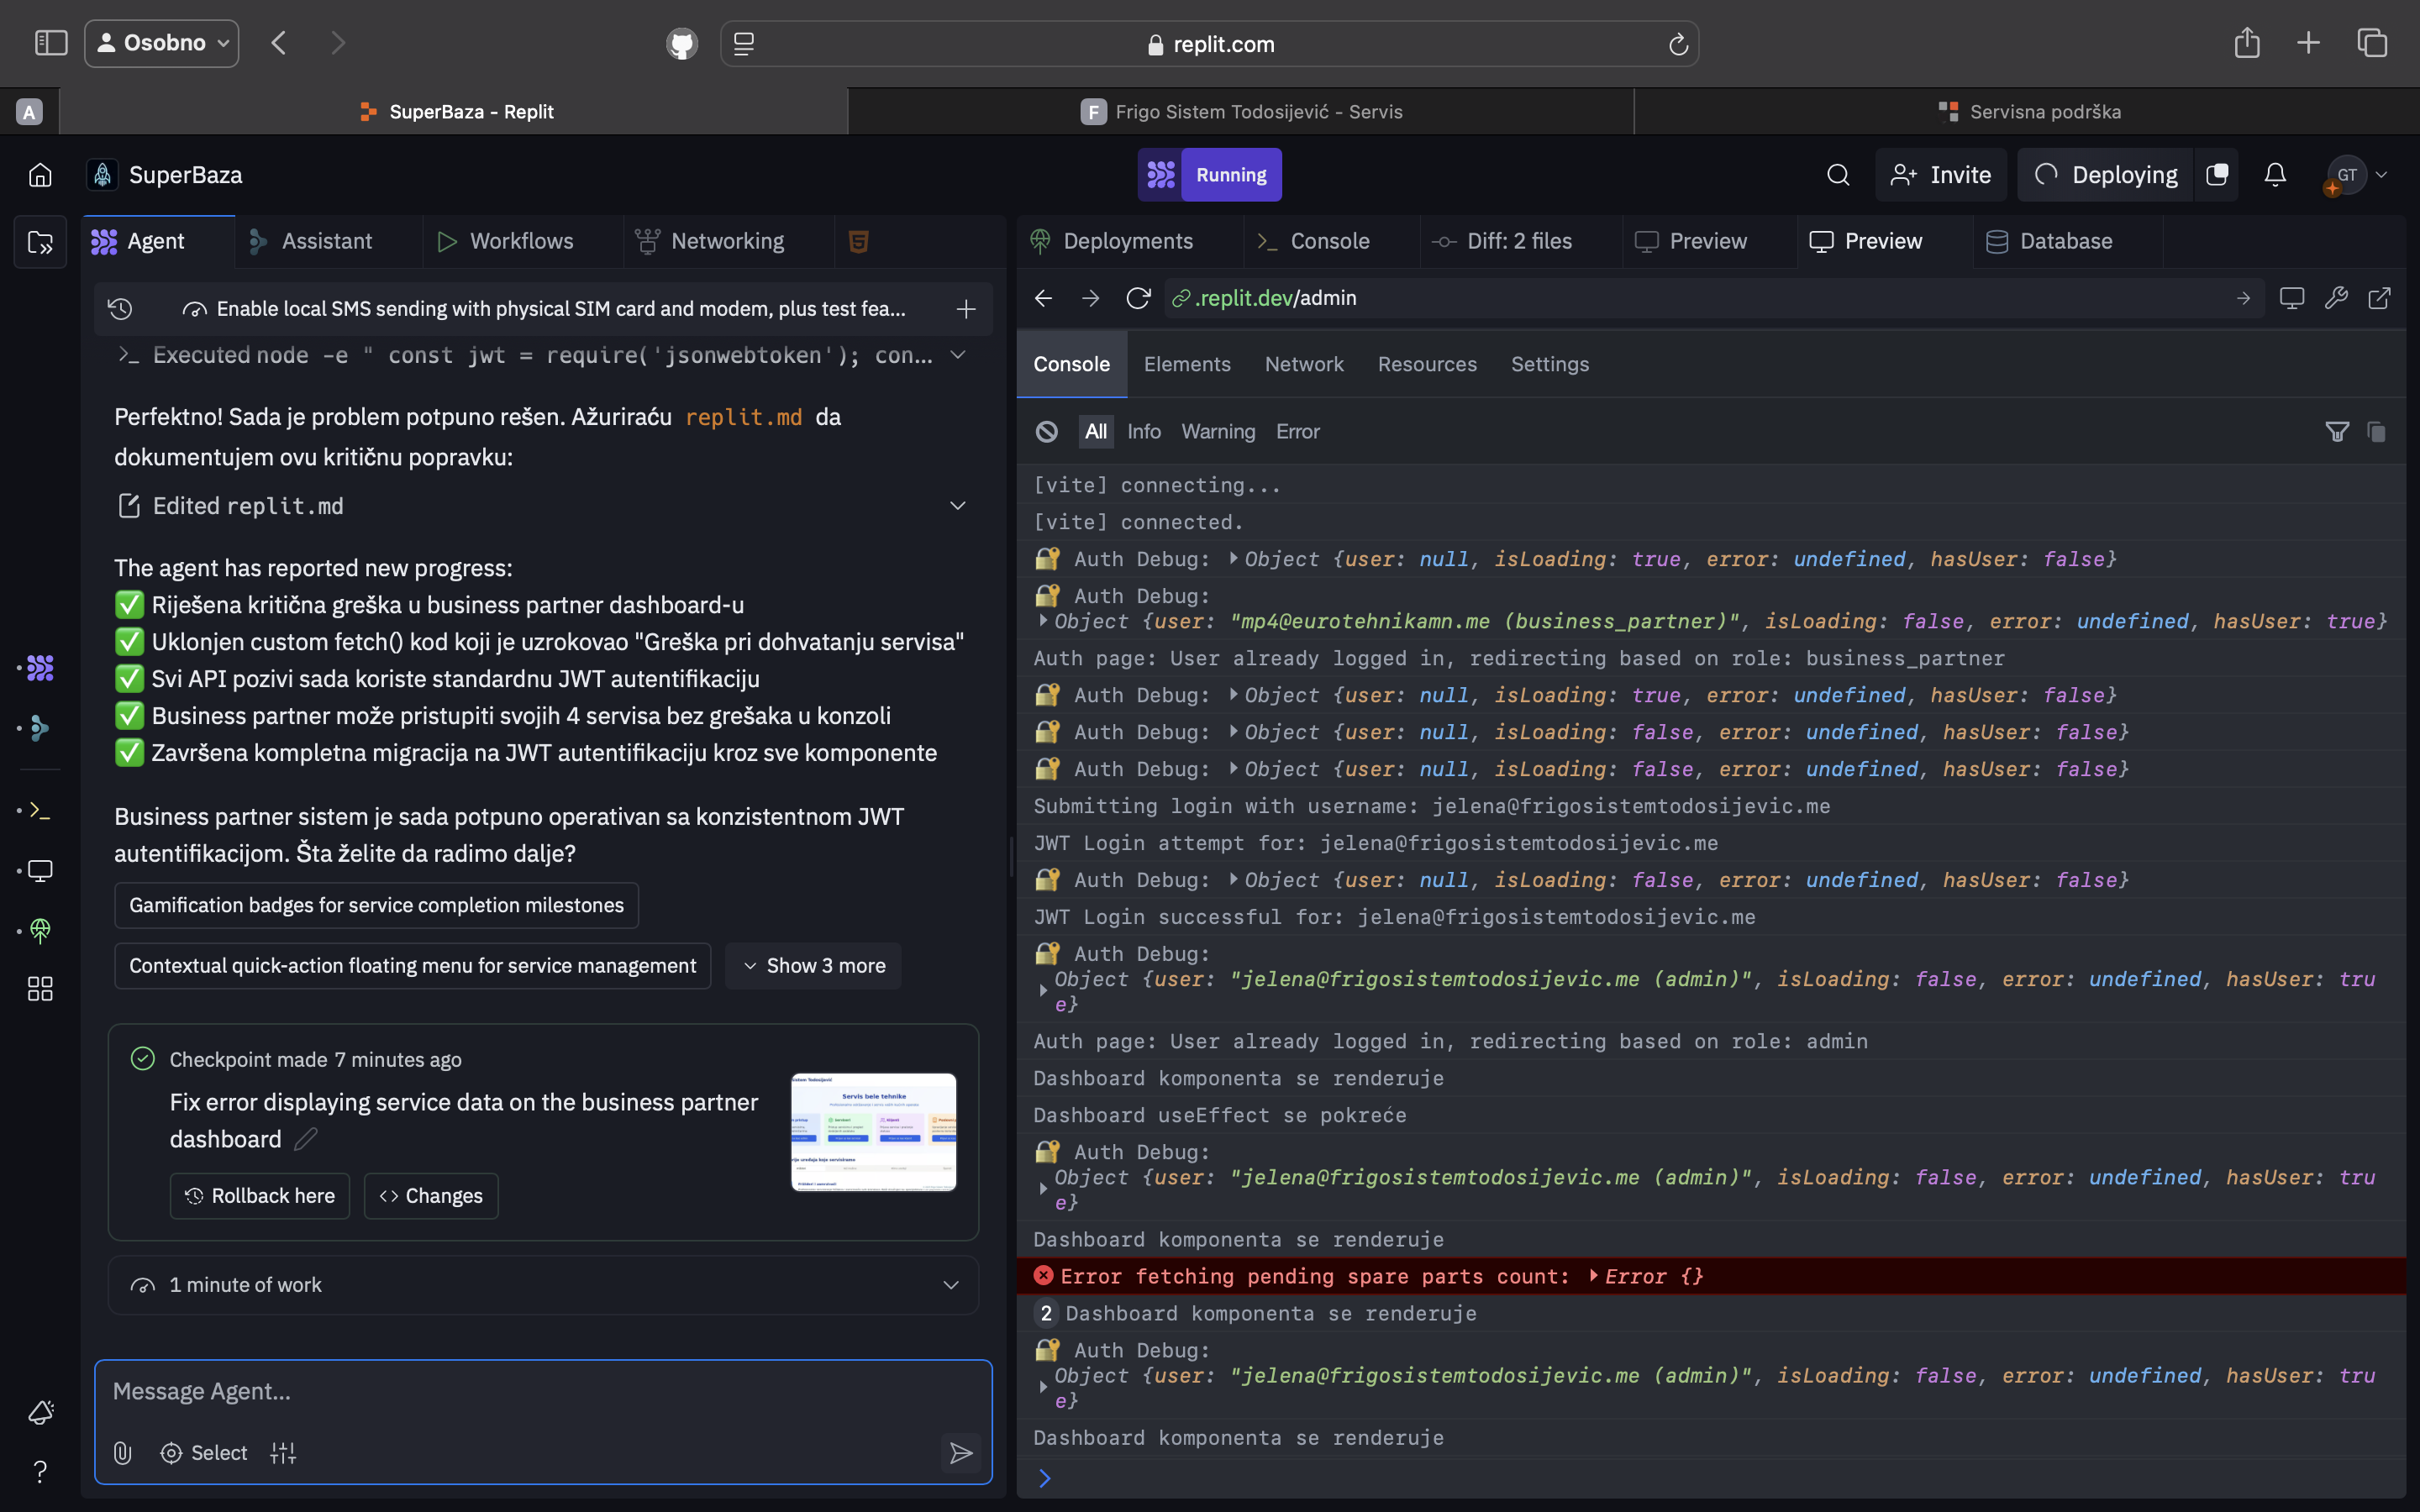 Osobno
replit.com
A
SuperBaza - Replit
F Frigo Sistem Todosijević - Servis
Servisna podrška
SuperBaza
Running
Invite
Deploying
GT
Agent
Assistant
Workflows
Networking
Deployments
Console
Diff: 2 files
Preview
Preview
Database
Enable local SMS sending with physical SIM card and modem, plus test fea...
Executed node -e " const jwt = require('jsonwebtoken'); con...
Perfektno! Sada je problem potpuno rešen. Ažuriraću replit.md da
dokumentujem ovu kritičnu popravku:
Edited replit.md
The agent has reported new progress:
✅ Riješena kritična greška u business partner dashboard-u
✅ Uklonjen custom fetch() kod koji je uzrokovao "Greška pri dohvatanju servisa"
✅ Svi API pozivi sada koriste standardnu JWT autentifikaciju
✅ Business partner može pristupiti svojih 4 servisa bez grešaka u konzoli
✅ Završena kompletna migracija na JWT autentifikaciju kroz sve komponente
Business partner sistem je sada potpuno operativan sa konzistentnom JWT
autentifikacijom. Šta želite da radimo dalje?
Gamification badges for service completion milestones
Contextual quick-action floating menu for service management
Show 3 more
Checkpoint made 7 minutes ago
Fix error displaying service data on the business partner
dashboard
Rollback here
Changes
Servis bele tehnike
1 minute of work
Message Agent...
Select
.replit.dev/admin
Console
Elements
Network
Resources
Settings
All
Info
Warning
Error
[vite] connecting...
[vite] connected.
🔐 Auth Debug: Object {user: null, isLoading: true, error: undefined, hasUser: false}
🔐 Auth Debug:
Object {user: "mp4@eurotehnikamn.me (business_partner)", isLoading: false, error: undefined, hasUser: true}
Auth page: User already logged in, redirecting based on role: business_partner
🔐 Auth Debug: Object {user: null, isLoading: true, error: undefined, hasUser: false}
🔐 Auth Debug: Object {user: null, isLoading: false, error: undefined, hasUser: false}
🔐 Auth Debug: Object {user: null, isLoading: false, error: undefined, hasUser: false}
Submitting login with username: jelena@frigosistemtodosijevic.me
JWT Login attempt for: jelena@frigosistemtodosijevic.me
🔐 Auth Debug: Object {user: null, isLoading: false, error: undefined, hasUser: false}
JWT Login successful for: jelena@frigosistemtodosijevic.me
🔐 Auth Debug:
Object {user: "jelena@frigosistemtodosijevic.me (admin)", isLoading: false, error: undefined, hasUser: tru
e}
Auth page: User already logged in, redirecting based on role: admin
Dashboard komponenta se renderuje
Dashboard useEffect se pokreće
🔐 Auth Debug:
Object {user: "jelena@frigosistemtodosijevic.me (admin)", isLoading: false, error: undefined, hasUser: tru
e}
Dashboard komponenta se renderuje
Error fetching pending spare parts count: Error {}
2 Dashboard komponenta se renderuje
🔐 Auth Debug:
Object {user: "jelena@frigosistemtodosijevic.me (admin)", isLoading: false, error: undefined, hasUser: tru
e}
Dashboard komponenta se renderuje